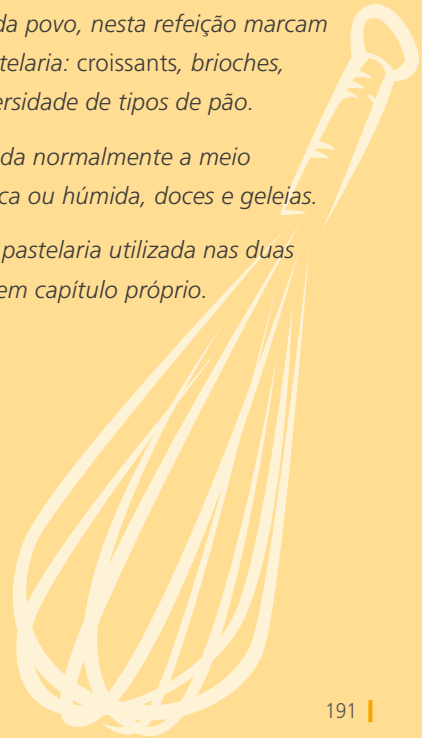 da povo, nesta refeição marcam
telaria: croissants, brioches,
ersidade de tipos de pão.
da normalmente a meio
ca ou húmida, doces e geleias.
pastelaria utilizada nas duas
em capítulo próprio.
191